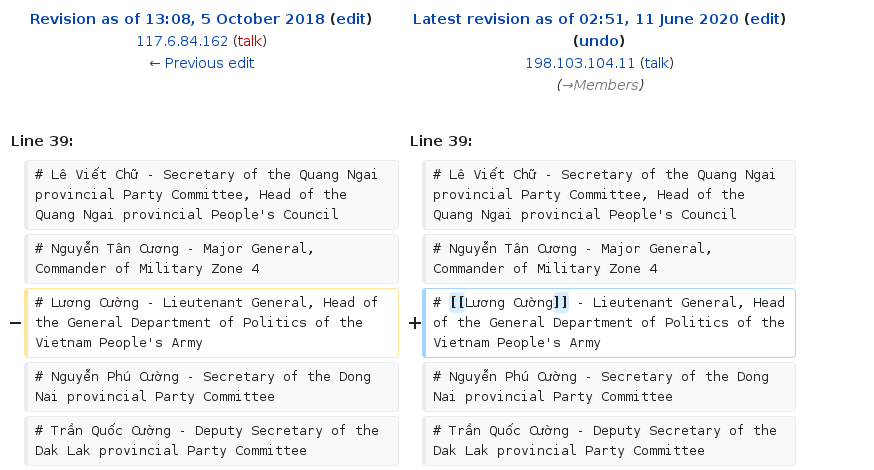 Revision as of 13:08, 5 October 2018 (edit)
117.6.84.162 (talk)
← Previous edit
Latest revision as of 02:51, 11 June 2020 (edit)
(undo)
198.103.104.11 (talk)
(→Members)
Line 39:
# Lê Viết Chữ - Secretary of the Quang Ngai
provincial Party Committee, Head of the
Quang Ngai provincial People's Council
# Nguyễn Tân Cương - Major General,
Commander of Military Zone 4
− # Lương Cường - Lieutenant General, Head of
the General Department of Politics of the
Vietnam People's Army
# Nguyễn Phú Cường - Secretary of the Dong
Nai provincial Party Committee
# Trần Quốc Cường - Deputy Secretary of the
Dak Lak provincial Party Committee
Line 39:
# Lê Viết Chữ - Secretary of the Quang Ngai
provincial Party Committee, Head of the
Quang Ngai provincial People's Council
# Nguyễn Tân Cương - Major General,
Commander of Military Zone 4
+ # [[Lương Cường]] - Lieutenant General, Head
of the General Department of Politics of the
Vietnam People's Army
# Nguyễn Phú Cường - Secretary of the Dong
Nai provincial Party Committee
# Trần Quốc Cường - Deputy Secretary of the
Dak Lak provincial Party Committee